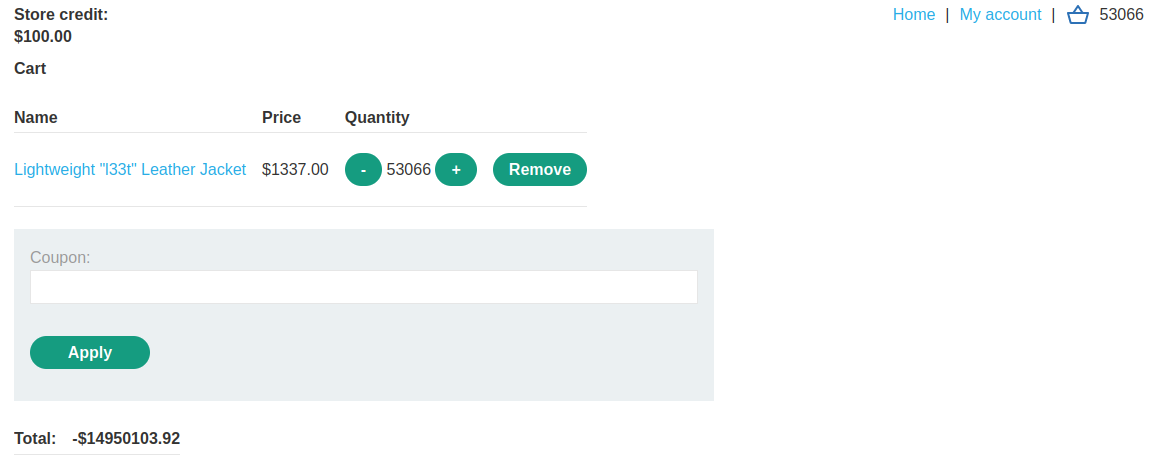 Store credit:
$100.00
Home | My account | 53066
Cart
Name Price Quantity
Lightweight "l33t" Leather Jacket $1337.00 - 53066 + Remove
Coupon:
Apply
Total: -$14950103.92